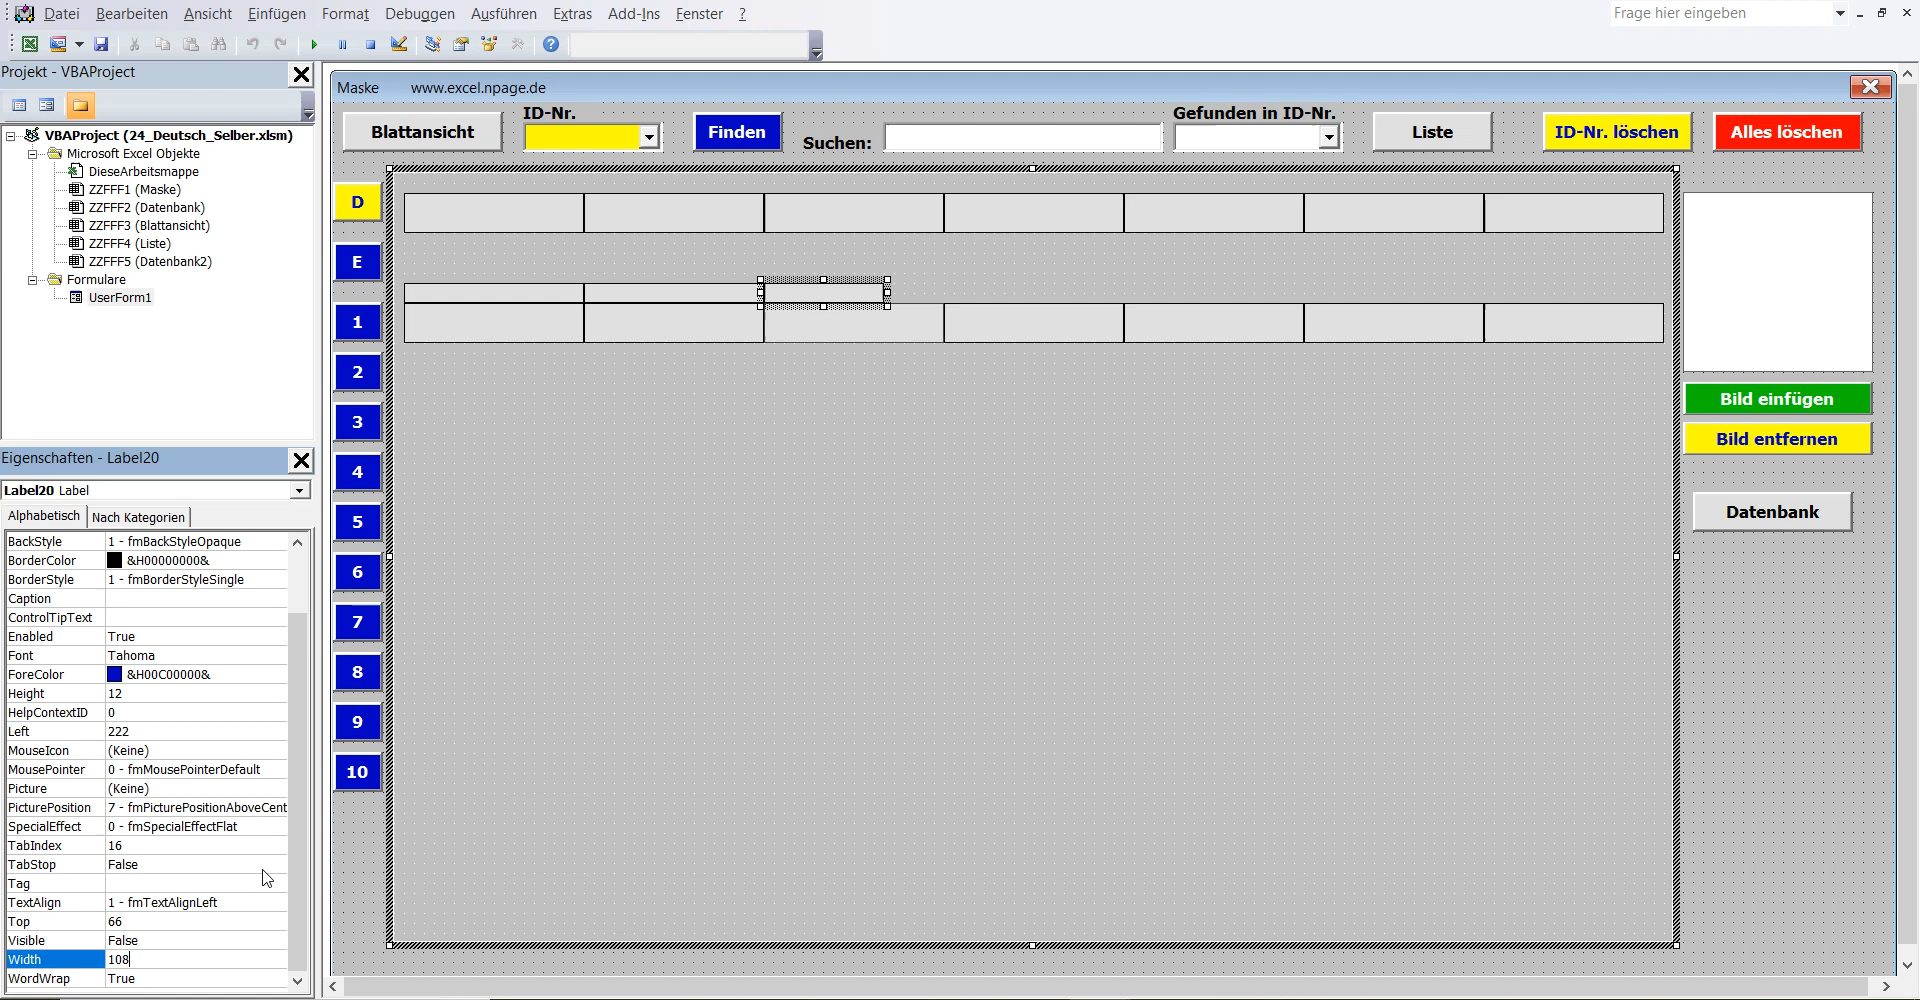 Datei Bearbeiten Ansicht Einfügen Format Debuggen Ausführen Extras Add-Ins Fenster ?
Frage hier eingeben
Projekt - VBAProject
VBAProject (24_Deutsch_Selber.xlsm)
Microsoft Excel Objekte
DieseArbeitsmappe
ZZFFF1 (Maske)
ZZFFF2 (Datenbank)
ZZFFF3 (Blattansicht)
ZZFFF4 (Liste)
ZZFFF5 (Datenbank2)
Formulare
UserForm1
Eigenschaften - Label20
Label20 Label
Alphabetisch Nach Kategorien
BackStyle 1 - fmBackStyleOpaque
BorderColor &H00000000&
BorderStyle 1 - fmBorderStyleSingle
Caption
ControlTipText
Enabled True
Font Tahoma
ForeColor &H00C00000&
Height 12
HelpContextID 0
Left 222
MouseIcon (Keine)
MousePointer 0 - fmMousePointerDefault
Picture (Keine)
PicturePosition 7 - fmPicturePositionAboveCent
SpecialEffect 0 - fmSpecialEffectFlat
TabIndex 16
TabStop False
Tag
TextAlign 1 - fmTextAlignLeft
Top 66
Visible False
Width 108
WordWrap True
Maske www.excel.npage.de
Blattansicht
ID-Nr.
Finden
Suchen:
Gefunden in ID-Nr.
Liste
ID-Nr. löschen
Alles löschen
D
E
1
2
3
4
5
6
7
8
9
10
Bild einfügen
Bild entfernen
Datenbank